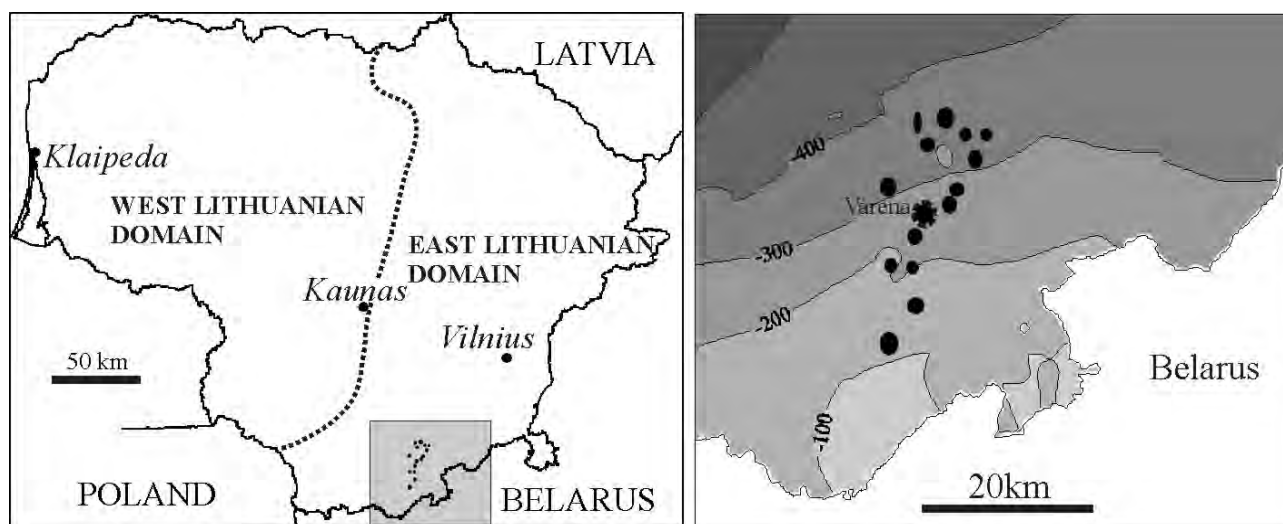 LATVIA
Klaipeda
WEST LITHUANIAN
DOMAIN
EAST LITHUANIAN
DOMAIN
Kaunas
Vilnius
50 km
POLAND
BELARUS
-400
Varena
-300
-200
-100
Belarus
20km